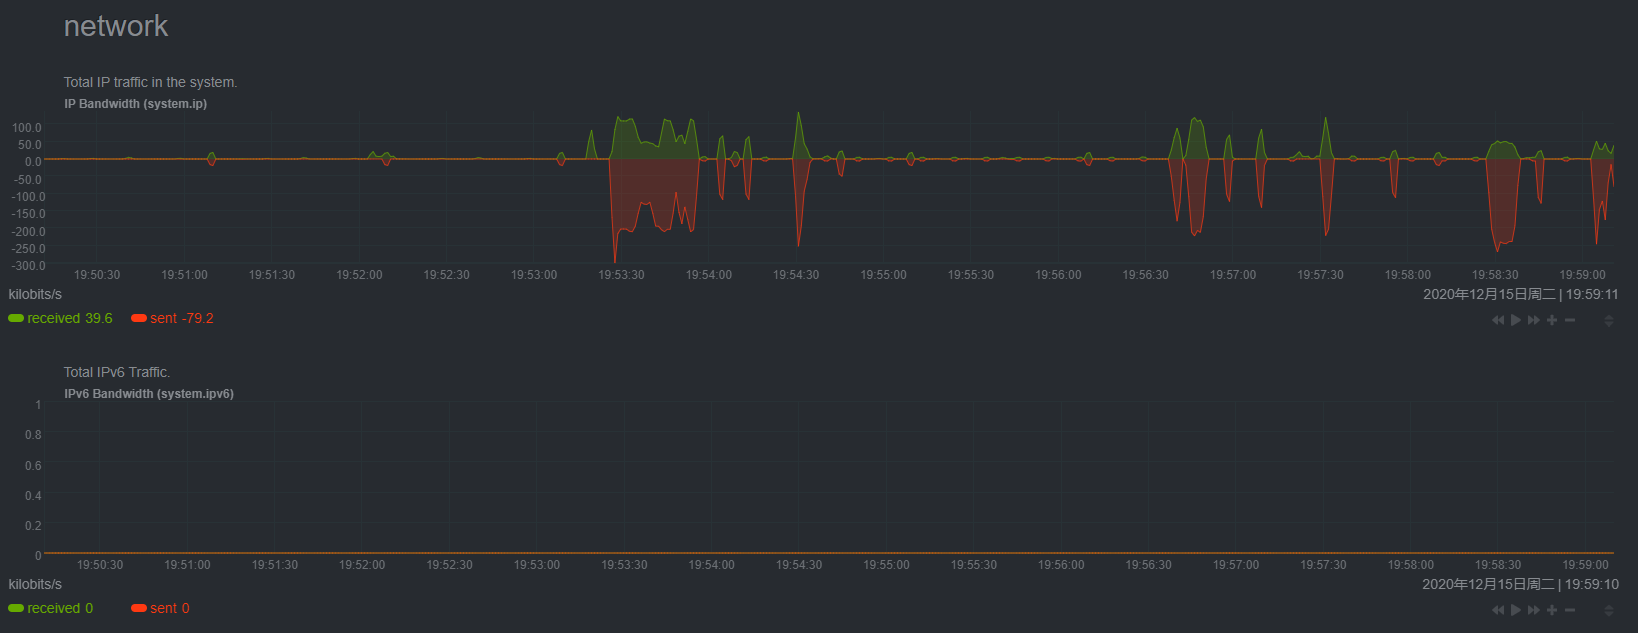 network
Total IP traffic in the system.
IP Bandwidth (system.ip)
100.0
50.0
0.0
-50.0
-100.0
-150.0
-200.0
-250.0
-300.0
19:50:30 19:51:00 19:51:30 19:52:00 19:52:30 19:53:00 19:53:30 19:54:00 19:54:30 19:55:00 19:55:30 19:56:00 19:56:30 19:57:00 19:57:30 19:58:00 19:58:30 19:59:00
kilobits/s 2020年12月15日周二 | 19:59:11
received 39.6 sent -79.2
Total IPv6 Traffic.
IPv6 Bandwidth (system.ipv6)
1
0.8
0.6
0.4
0.2
0
19:50:30 19:51:00 19:51:30 19:52:00 19:52:30 19:53:00 19:53:30 19:54:00 19:54:30 19:55:00 19:55:30 19:56:00 19:56:30 19:57:00 19:57:30 19:58:00 19:58:30 19:59:00
kilobits/s 2020年12月15日周二 | 19:59:10
received 0 sent 0